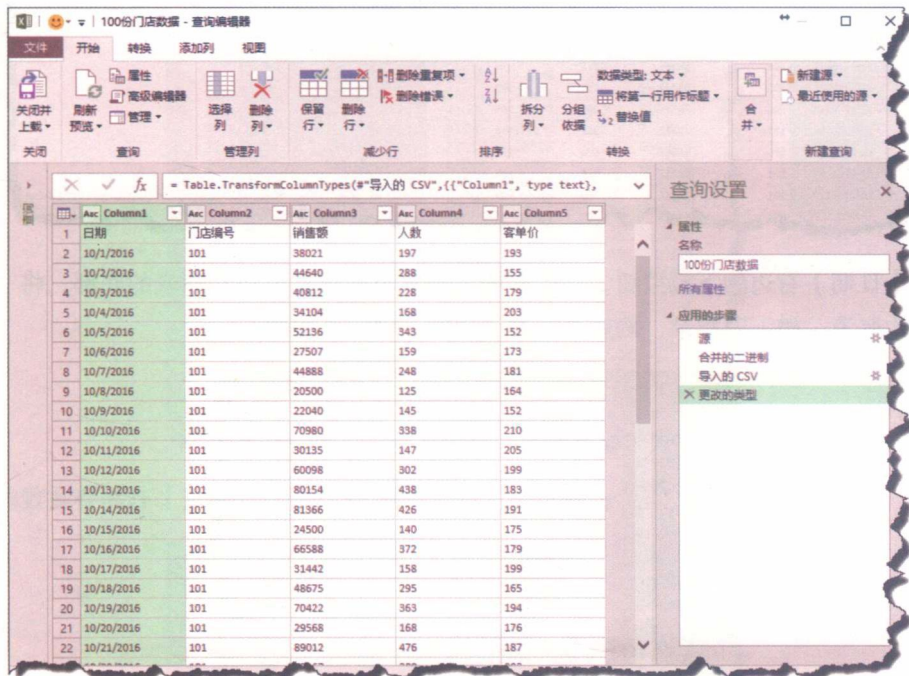 100份门店数据 - 查询编辑器
文件 开始 转换 添加列 视图
关闭并上载 刷新预览 属性 高级编辑器 管理 选择列 删除列 保留行 删除行 删除重复项 删除错误 拆分列 分组依据 数据类型: 文本 将第一行用作标题 替换值 合并 新建源 最近使用的源
关闭 查询 管理列 减少行 排序 转换 新建查询
fx = Table.TransformColumnTypes(#"导入的 CSV",{{"Column1", type text},
查询
ABC Column1 ABC Column2 ABC Column3 ABC Column4 ABC Column5
1 日期 门店编号 销售额 人数 客单价
2 10/1/2016 101 38021 197 193
3 10/2/2016 101 44640 288 155
4 10/3/2016 101 40812 228 179
5 10/4/2016 101 34104 168 203
6 10/5/2016 101 52136 343 152
7 10/6/2016 101 27507 159 173
8 10/7/2016 101 44888 248 181
9 10/8/2016 101 20500 125 164
10 10/9/2016 101 22040 145 152
11 10/10/2016 101 70980 338 210
12 10/11/2016 101 30135 147 205
13 10/12/2016 101 60098 302 199
14 10/13/2016 101 80154 438 183
15 10/14/2016 101 81366 426 191
16 10/15/2016 101 24500 140 175
17 10/16/2016 101 66588 372 179
18 10/17/2016 101 31442 158 199
19 10/18/2016 101 48675 295 165
20 10/19/2016 101 70422 363 194
21 10/20/2016 101 29568 168 176
22 10/21/2016 101 89012 476 187
查询设置
属性
名称
100份门店数据
所有属性
应用的步骤
源
合并的二进制
导入的 CSV
更改的类型